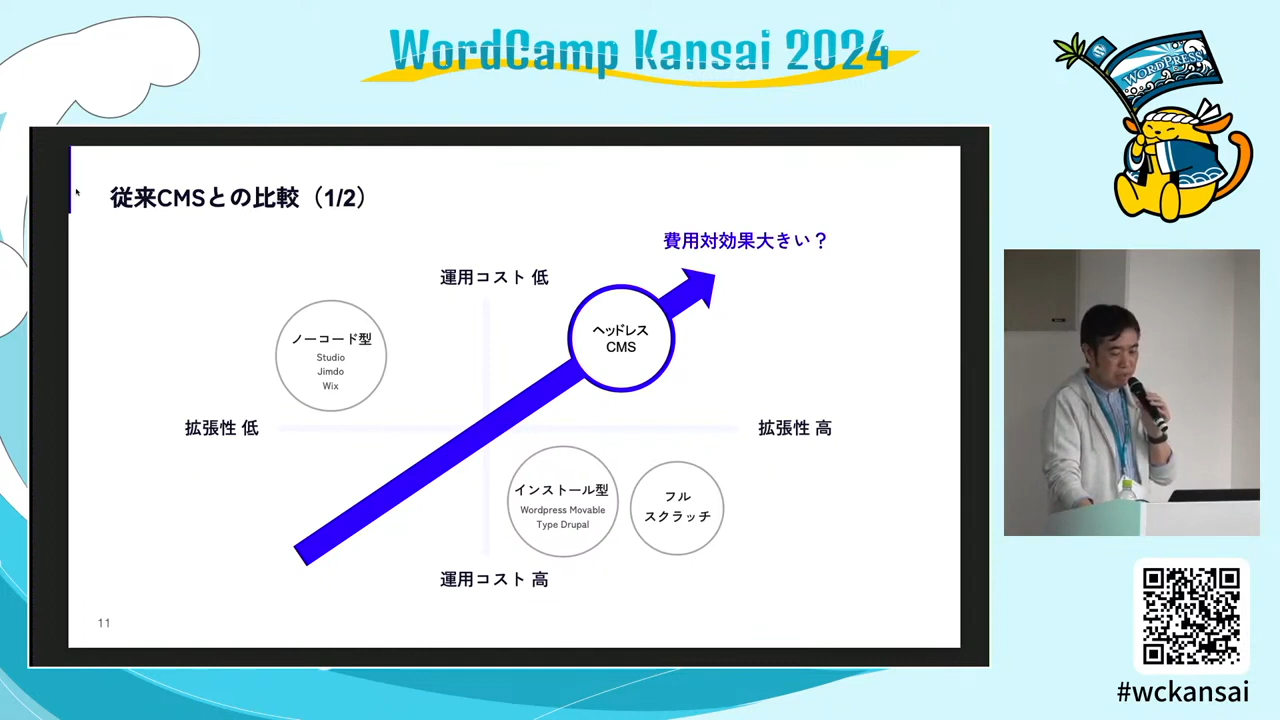 WordCamp Kansai 2024
WORDPRESS
従来CMSとの比較（1/2）
費用対効果大きい？
運用コスト 低
ノーコード型
Studio
Jimdo
Wix
ヘッドレス
CMS
拡張性 低
拡張性 高
インストール型
Wordpress Movable
Type Drupal
フル
スクラッチ
運用コスト 高
11
#wckansai